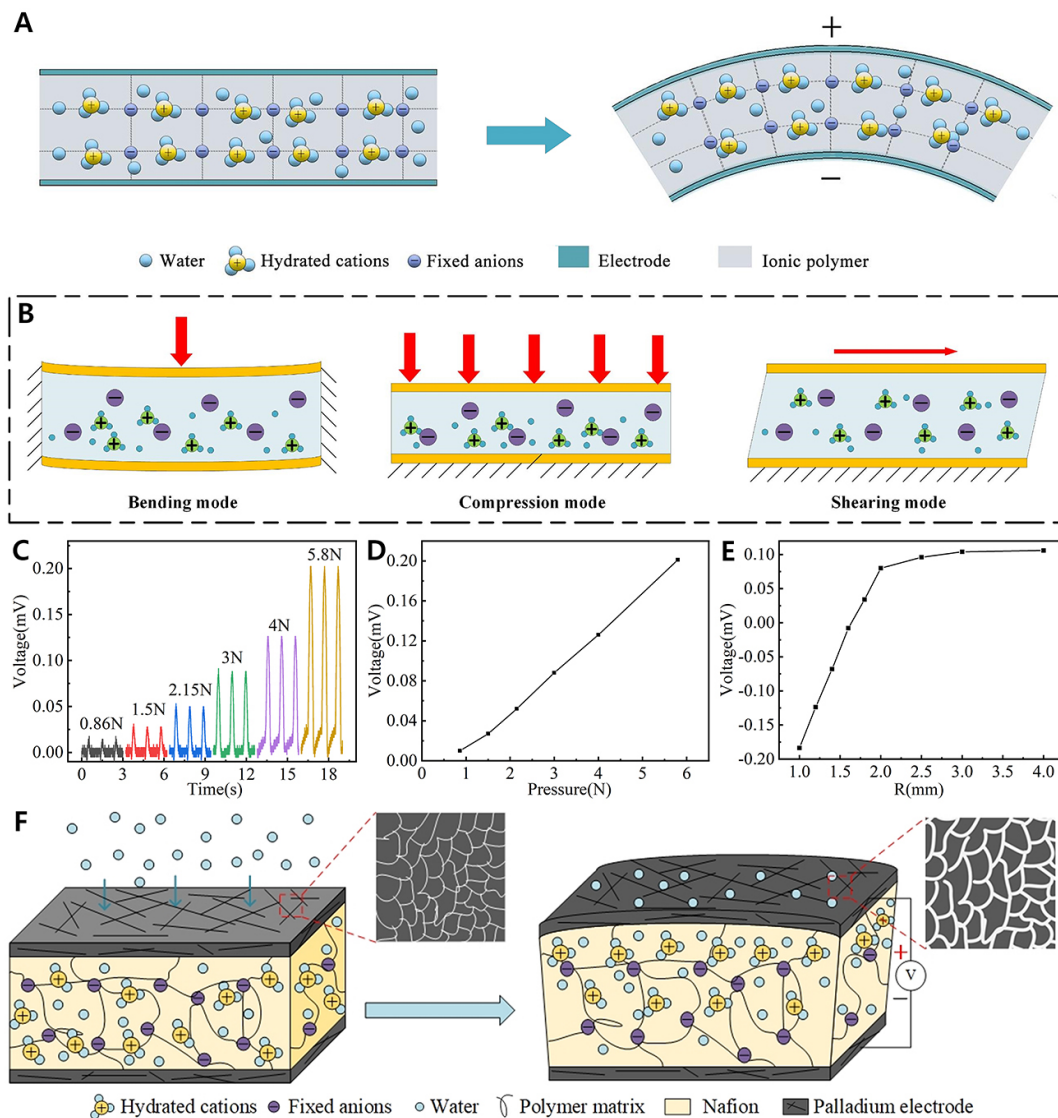 A
+
−
Water
Hydrated cations
Fixed anions
Electrode
Ionic polymer
B
Bending mode
Compression mode
Shearing mode
C
Voltage(mV)
0.20
0.15
0.10
0.05
0.00
0.86N
1.5N
2.15N
3N
4N
5.8N
0 3 6 9 12 15 18
Time(s)
D
Voltage(mV)
0.20
0.16
0.12
0.08
0.04
0.00
0 1 2 3 4 5 6
Pressure(N)
E
Voltage(mV)
0.10
0.05
0.00
-0.05
-0.10
-0.15
-0.20
1.0 1.5 2.0 2.5 3.0 3.5 4.0
R(mm)
F
+
V
−
Hydrated cations
Fixed anions
Water
Polymer matrix
Nafion
Palladium electrode